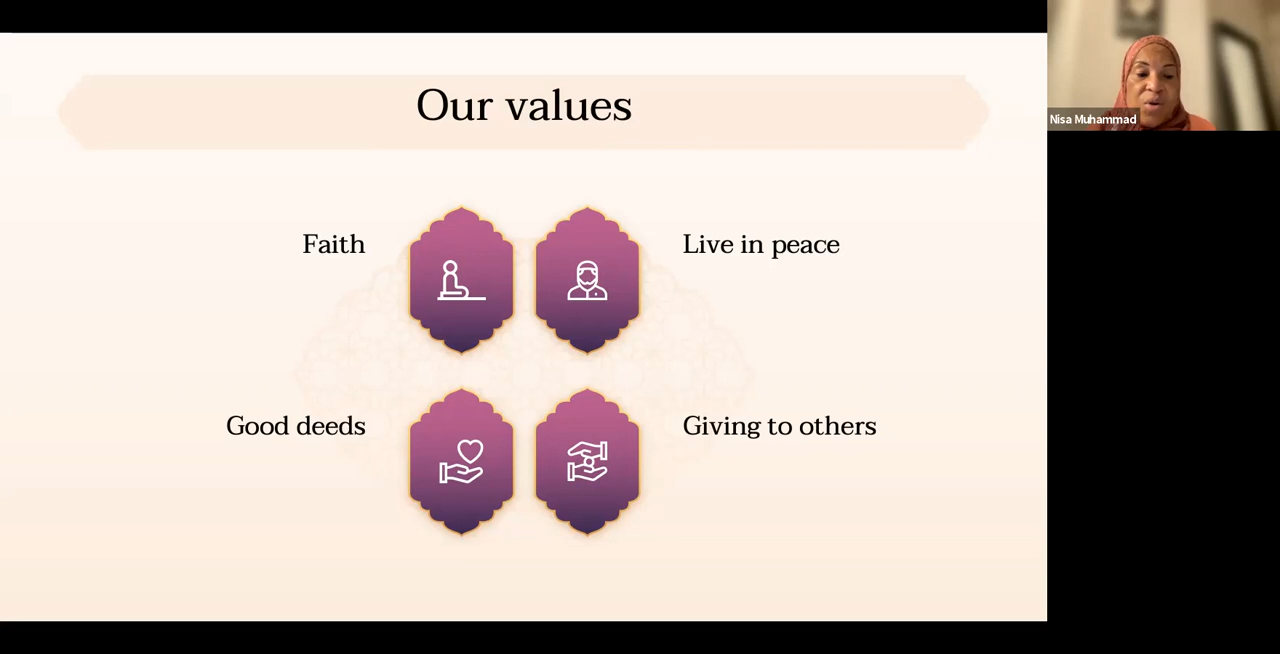 Our values
Faith
Live in peace
Good deeds
Giving to others
Nisa Muhammad